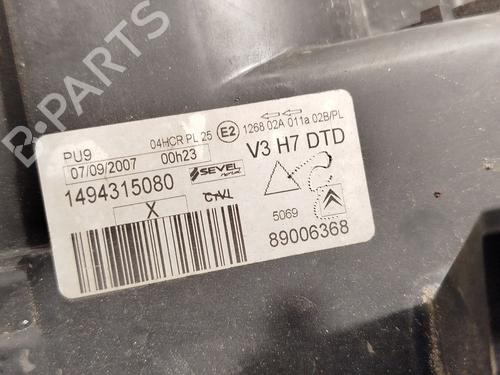 B-PARTS
PU9 04HCR PL 25 E2 1268 02A 011a 02B/PL
07/09/2007 00h23 V3 H7 DTD
1494315080 SEVEL
X
5069
89006368